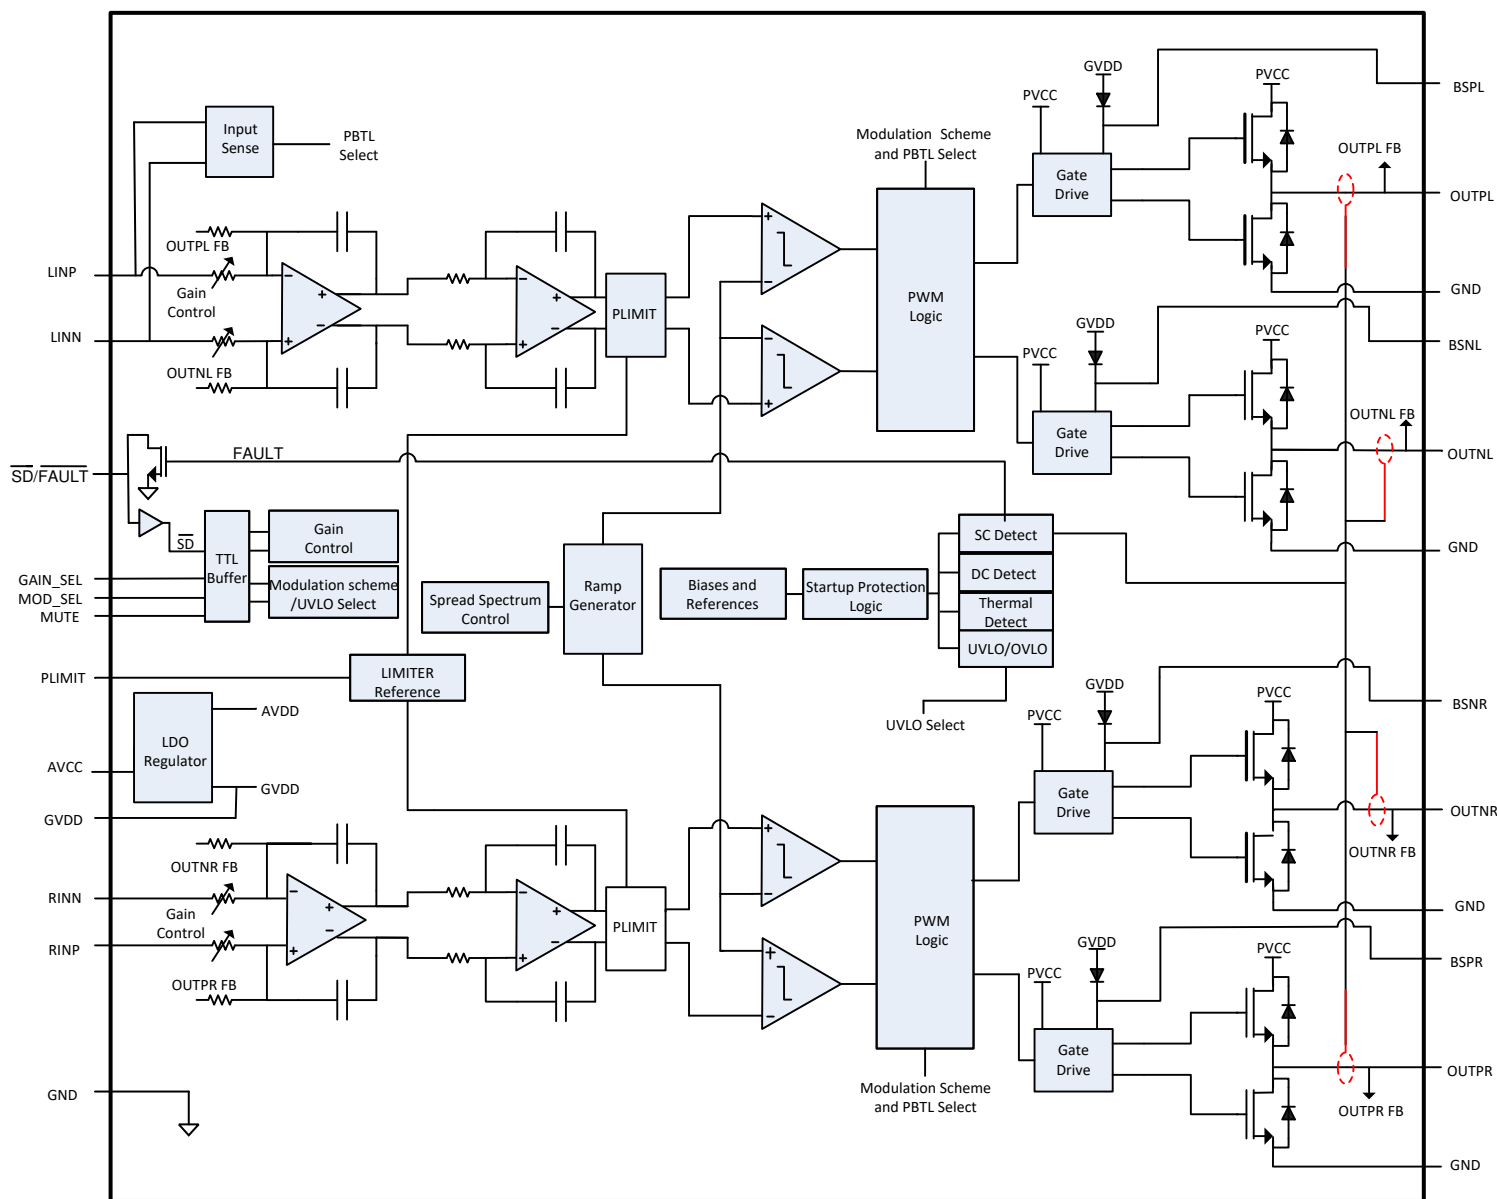 GVDD
PVCC
PVCC
BSPL
Input
Sense
PBTL
Select
Modulation Scheme
and PBTL Select
OUTPL FB
Gate
Drive
OUTPL
OUTPL FB
LINP
Gain
Control
LINN
OUTNL FB
+
−
−
+
−
+
+
−
PLIMIT
+
−
−
+
PWM
Logic
GND
GVDD
PVCC
PVCC
BSNL
OUTNL FB
Gate
Drive
OUTNL
GND
SD/FAULT
FAULT
SD
TTL
Buffer
Gain
Control
Modulation scheme
/UVLO Select
GAIN_SEL
MOD_SEL
MUTE
Spread Spectrum
Control
Ramp
Generator
Biases and
References
Startup Protection
Logic
SC Detect
DC Detect
Thermal
Detect
UVLO/OVLO
UVLO Select
PLIMIT
LIMITER
Reference
LDO
Regulator
AVDD
GVDD
AVCC
GVDD
GVDD
PVCC
PVCC
BSNR
Gate
Drive
OUTNR
OUTNR FB
GND
OUTNR FB
RINN
Gain
Control
RINP
OUTPR FB
−
+
−
+
−
+
−
+
PLIMIT
+
−
+
−
PWM
Logic
Modulation Scheme
and PBTL Select
GVDD
PVCC
PVCC
BSPR
Gate
Drive
OUTPR
OUTPR FB
GND
GND